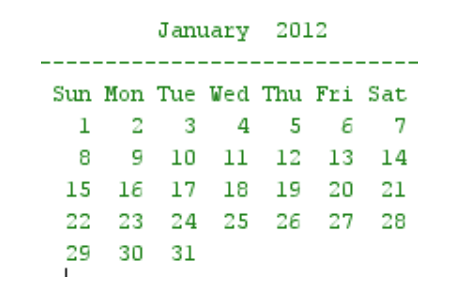 January 2012
-----------------------------
Sun Mon Tue Wed Thu Fri Sat
1 2 3 4 5 6 7
8 9 10 11 12 13 14
15 16 17 18 19 20 21
22 23 24 25 26 27 28
29 30 31